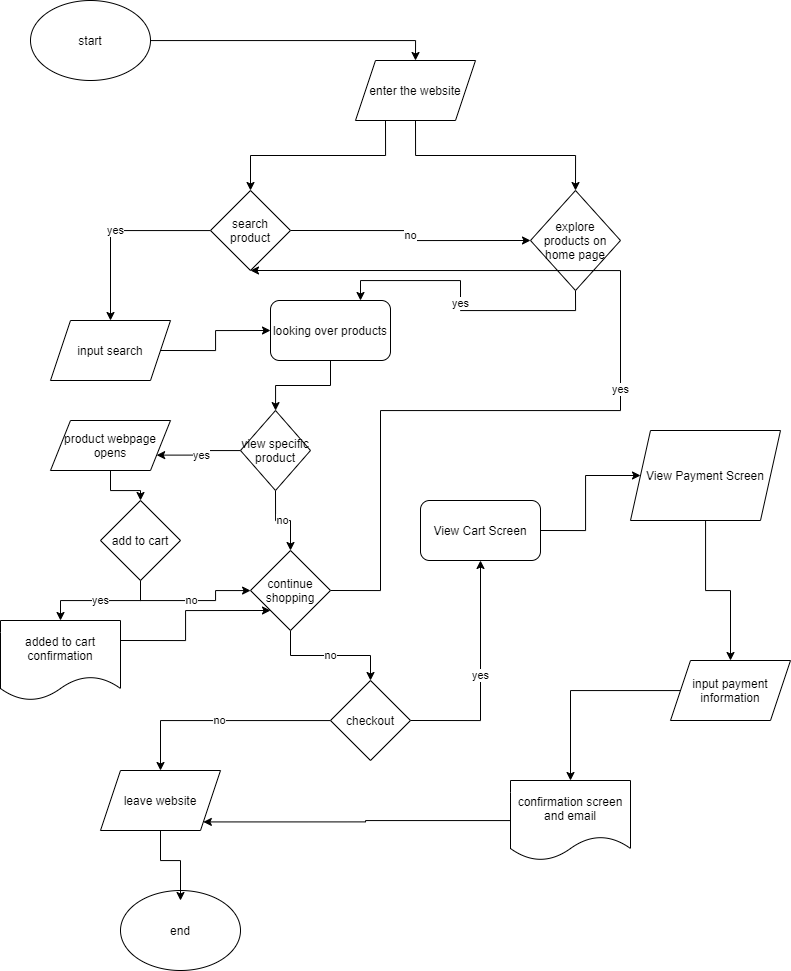 start
enter the website
search
product
explore
products on
home page
yes
no
yes
input search
looking over products
yes
view specific
product
product webpage
opens
yes
View Payment Screen
no
View Cart Screen
add to cart
continue
shopping
yes
no
added to cart
confirmation
no
yes
input payment
information
checkout
no
leave website
confirmation screen
and email
end